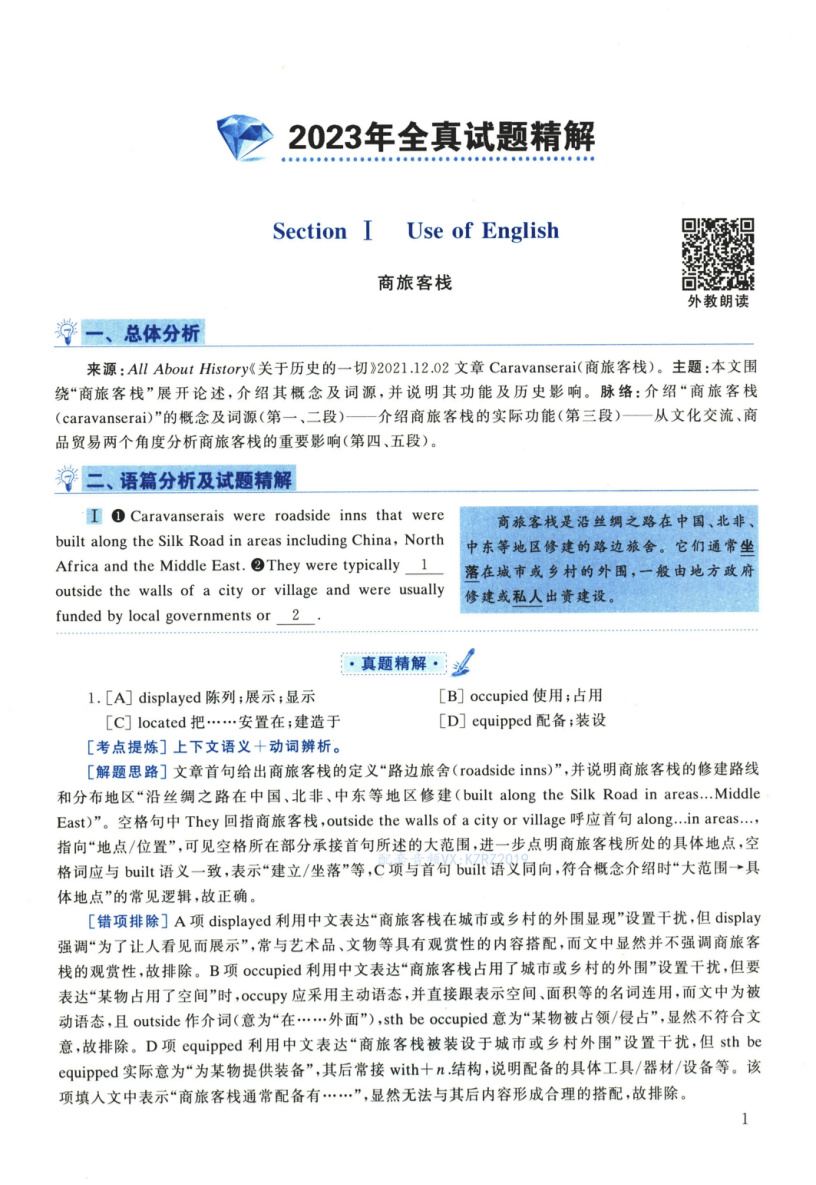 2023年全真试题精解
Section Ⅰ Use of English
商旅客栈
外教朗读
一、总体分析
来源:All About History《关于历史的一切》2021.12.02 文章 Caravanserai(商旅客栈)。主题:本文围
绕“商旅客栈”展开论述,介绍其概念及词源,并说明其功能及历史影响。脉络:介绍“商旅客栈
(caravanserai)”的概念及词源(第一、二段)——介绍商旅客栈的实际功能(第三段)——从文化交流、商
品贸易两个角度分析商旅客栈的重要影响(第四、五段)。
二、语篇分析及试题精解
Ⅰ ❶ Caravanserais were roadside inns that were
built along the Silk Road in areas including China, North
Africa and the Middle East. ❷They were typically 1
outside the walls of a city or village and were usually
funded by local governments or 2 .
商旅客栈是沿丝绸之路在中国、北非、
中东等地区修建的路边旅舍。它们通常坐
落在城市或乡村的外围,一般由地方政府
修建或私人出资建设。
·真题精解·
1. [A] displayed 陈列;展示;显示 [B] occupied 使用;占用
[C] located 把……安置在;建造于 [D] equipped 配备;装设
[考点提炼] 上下文语义+动词辨析。
[解题思路] 文章首句给出商旅客栈的定义“路边旅舍(roadside inns)”,并说明商旅客栈的修建路线
和分布地区“沿丝绸之路在中国、北非、中东等地区修建(built along the Silk Road in areas…Middle
East)”。空格句中 They 回指商旅客栈,outside the walls of a city or village 呼应首句 along…in areas…,
指向“地点/位置”,可见空格所在部分承接首句所述的大范围,进一步点明商旅客栈所处的具体地点,空
配套音频VX:KZRZ2019
格词应与 built 语义一致,表示“建立/坐落”等,C 项与首句 built 语义同向,符合概念介绍时“大范围→具
体地点”的常见逻辑,故正确。
[错项排除] A 项 displayed 利用中文表达“商旅客栈在城市或乡村的外围显现”设置干扰,但 display
强调“为了让人看见而展示”,常与艺术品、文物等具有观赏性的内容搭配,而文中显然并不强调商旅客
栈的观赏性,故排除。B 项 occupied 利用中文表达“商旅客栈占用了城市或乡村的外围”设置干扰,但要
表达“某物占用了空间”时,occupy 应采用主动语态,并直接跟表示空间、面积等的名词连用,而文中为被
动语态,且 outside 作介词(意为“在……外面”),sth be occupied 意为“某物被占领/侵占”,显然不符合文
意,故排除。D 项 equipped 利用中文表达“商旅客栈被装设于城市或乡村外围”设置干扰,但 sth be
equipped 实际意为“为某物提供装备”,其后常接 with+n.结构,说明配备的具体工具/器材/设备等。该
项填入文中表示“商旅客栈通常配备有……”,显然无法与其后内容形成合理的搭配,故排除。
1